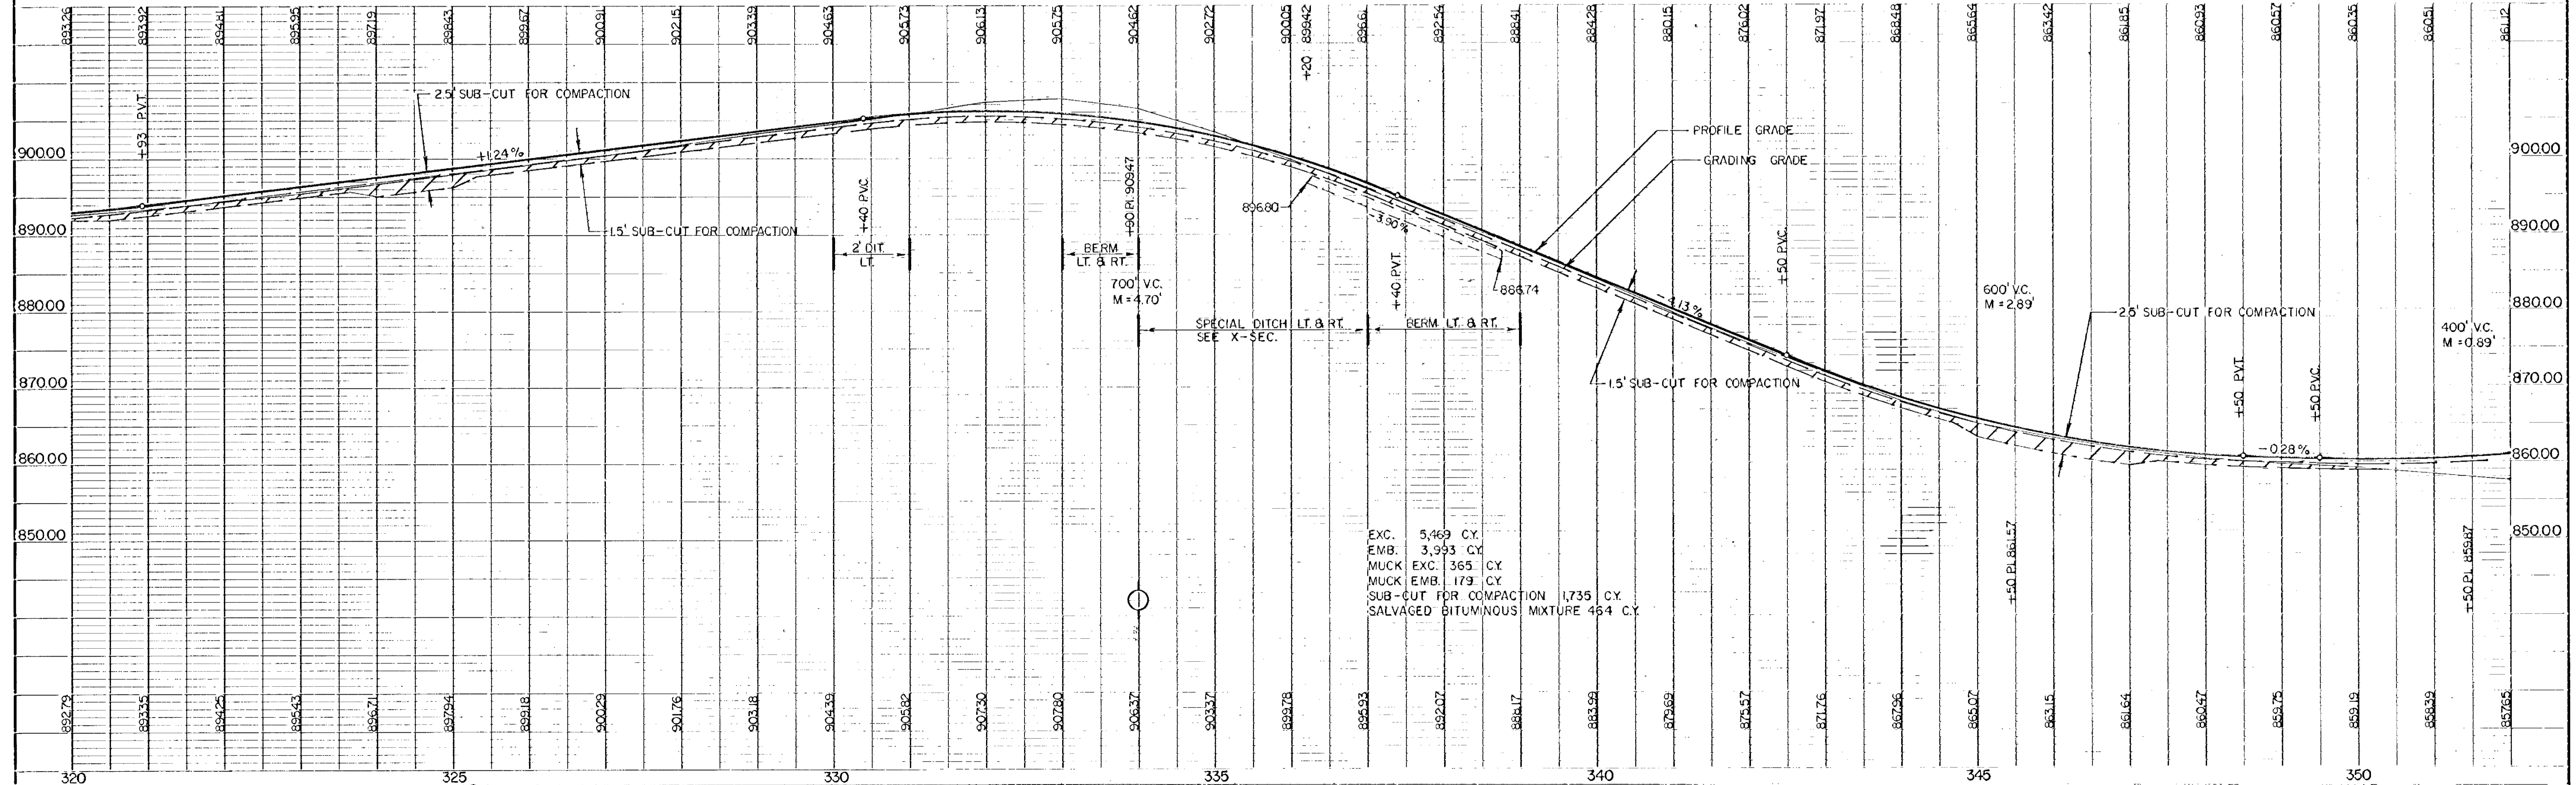 893.26 893.92 894.81 895.95 897.19 898.43 899.67 900.91 902.15 903.39 904.63 905.73 906.13 905.75 904.62 902.72 900.05 899.42 896.61 892.54 888.41 884.28 880.15 876.02 871.97 868.48 865.64 863.42 861.85 860.93 860.57 860.35 860.51 861.12
+20
+93 P.V.T.
2.5' SUB-CUT FOR COMPACTION
+1.24%
PROFILE GRADE
GRADING GRADE
900.00
900.00
+40 P.V.C.
+90 P.I. 909.47
896.80
-3.90%
1.5' SUB-CUT FOR COMPACTION
890.00
890.00
2' DIT.
LT.
BERM
LT. & RT.
700' V.C.
M = 4.70'
+40 P.V.T.
886.74
+50 P.V.C.
-4.13%
600' V.C.
M = 2.89'
880.00
880.00
SPECIAL DITCH LT. & RT.
SEE X-SEC.
BERM LT. & RT.
2.5' SUB-CUT FOR COMPACTION
400' V.C.
M = 0.89'
1.5' SUB-CUT FOR COMPACTION
870.00
870.00
+50 P.V.T.
+50 P.V.C.
-0.28%
860.00
860.00
850.00
850.00
+50 P.I. 861.57
+50 P.I. 859.87
EXC. 5,469 C.Y.
EMB. 3,993 C.Y.
MUCK EXC. 365 C.Y.
MUCK EMB. 179 C.Y.
SUB-CUT FOR COMPACTION 1,735 C.Y.
SALVAGED BITUMINOUS MIXTURE 464 C.Y.
892.79 893.35 894.25 895.43 896.71 897.94 899.18 900.29 901.76 903.18 904.39 905.82 907.30 907.80 906.37 903.37 899.78 895.93 892.07 888.17 883.99 879.69 875.57 871.76 867.96 865.07 863.15 861.64 860.47 859.75 859.19 858.39 857.65
320 325 330 335 340 345 350